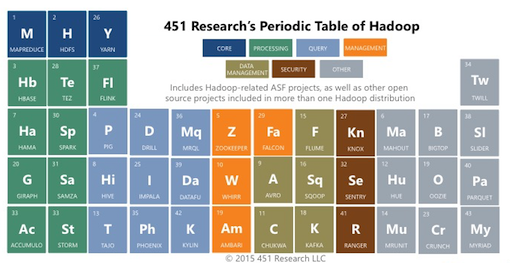 451 Research's Periodic Table of Hadoop
CORE PROCESSING QUERY MANAGEMENT
DATA MANAGEMENT SECURITY OTHER
Includes Hadoop-related ASF projects, as well as other open
source projects included in more than one Hadoop distribution
1
M H Y
MAPREDUCE HDFS YARN
3 28 37 34
Hb Te Fl Tw
HBASE TEZ FLINK TWILL
7 30 4 24 36 5 15 27 6 17 38
Ha Sp P D Mq Z Fa F Kn Ma B Sl
HAMA SPARK PIG DRILL MRQL ZOOKEEPER FALCON FLUME KNOX MAHOUT BIGTOP SLIDER
31 8 25 39 10 9 16 32 12 40
G Sa Hi I Da W A Sq Se Hu O Pa
GIRAPH SAMZA HIVE IMPALA DATAFU WHIRR AVRO SQOOP SENTRY HUE OOZIE PARQUET
33 13 35 42 11 18 41 14 23 43
Ac St T Ph K Am C K R Mu Cr My
ACCUMULO STORM TAJO PHOENIX KYLIN AMBARI CHUKWA KAFKA RANGER MRUNIT CRUNCH MYRIAD
© 2015 451 Research LLC